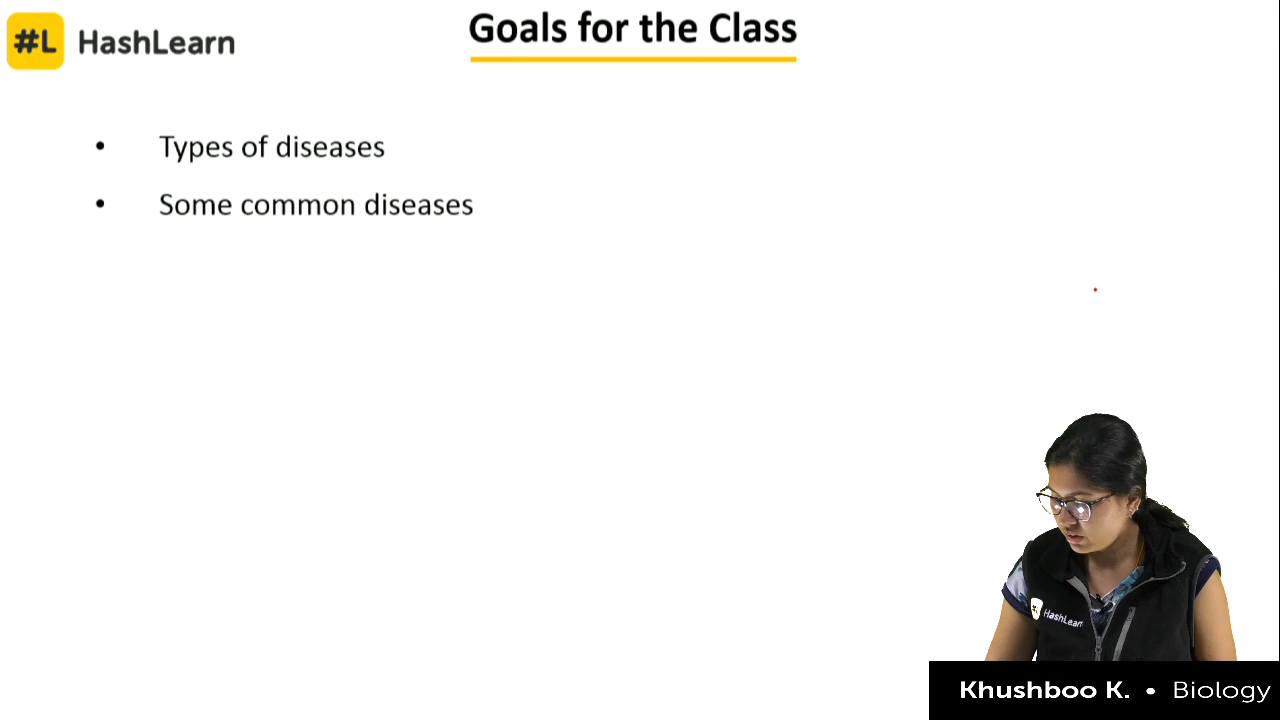 #L HashLearn
Goals for the Class
• Types of diseases
• Some common diseases
#L HashLearn
Khushboo K. • Biology